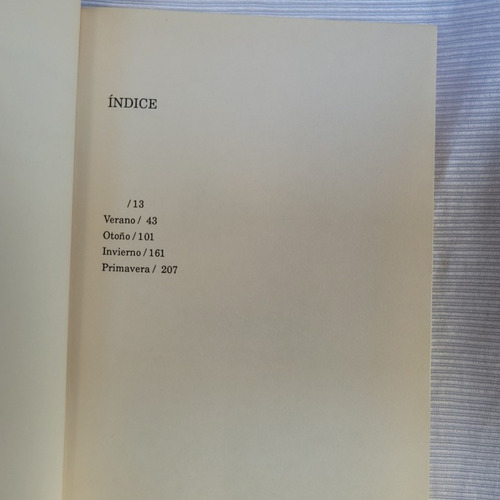 ÍNDICE
/ 13
Verano / 43
Otoño / 101
Invierno / 161
Primavera / 207